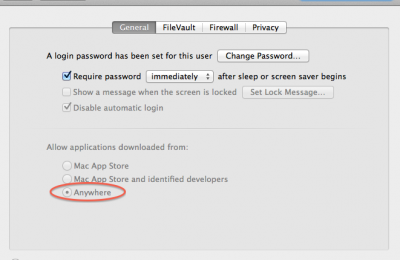 General FileVault Firewall Privacy
A login password has been set for this user Change Password...
Require password immediately after sleep or screen saver begins
Show a message when the screen is locked Set Lock Message...
Disable automatic login
Allow applications downloaded from:
Mac App Store
Mac App Store and identified developers
Anywhere